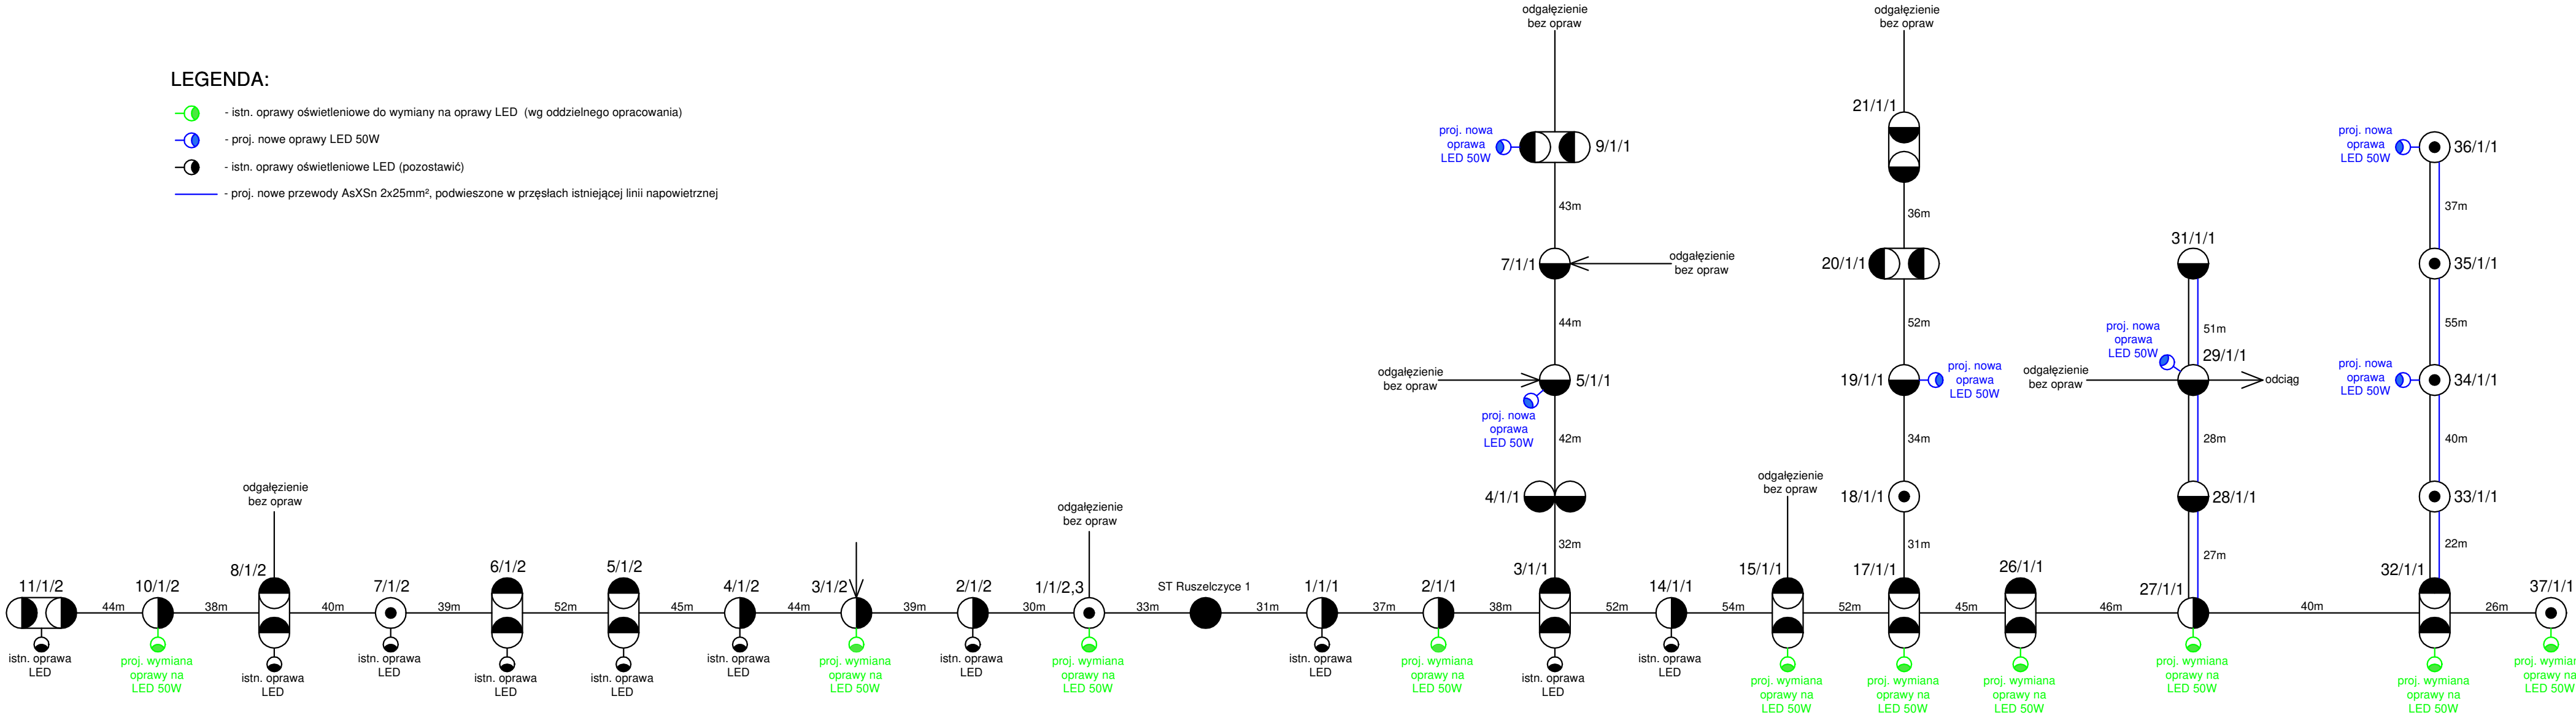 LEGENDA:
- istn. oprawy oświetleniowe do wymiany na oprawy LED (wg oddzielnego opracowania)
- proj. nowe oprawy LED 50W
- istn. oprawy oświetleniowe LED (pozostawić)
- proj. nowe przewody AsXSn 2x25mm², podwieszone w przęsłach istniejącej linii napowietrznej
odgałęzienie
bez opraw
proj. nowa
oprawa
LED 50W
9/1/1
43m
7/1/1
odgałęzienie
bez opraw
44m
odgałęzienie
bez opraw
5/1/1
proj. nowa
oprawa
LED 50W
42m
4/1/1
32m
odgałęzienie
bez opraw
21/1/1
36m
20/1/1
52m
19/1/1
proj. nowa
oprawa
LED 50W
34m
18/1/1
31m
31/1/1
51m
proj. nowa
oprawa
LED 50W
29/1/1
odgałęzienie
bez opraw
odciąg
28m
28/1/1
27m
proj. nowa
oprawa
LED 50W
36/1/1
37m
35/1/1
55m
proj. nowa
oprawa
LED 50W
34/1/1
40m
33/1/1
22m
11/1/2
istn. oprawa
LED
44m
10/1/2
proj. wymiana
oprawy na
LED 50W
38m
odgałęzienie
bez opraw
8/1/2
istn. oprawa
LED
40m
7/1/2
istn. oprawa
LED
39m
6/1/2
istn. oprawa
LED
52m
5/1/2
istn. oprawa
LED
45m
4/1/2
istn. oprawa
LED
44m
3/1/2
proj. wymiana
oprawy na
LED 50W
39m
2/1/2
istn. oprawa
LED
30m
odgałęzienie
bez opraw
1/1/2,3
proj. wymiana
oprawy na
LED 50W
33m
ST Ruszelczyce 1
31m
1/1/1
istn. oprawa
LED
37m
2/1/1
proj. wymiana
oprawy na
LED 50W
38m
3/1/1
istn. oprawa
LED
52m
14/1/1
istn. oprawa
LED
54m
odgałęzienie
bez opraw
15/1/1
proj. wymiana
oprawy na
LED 50W
52m
17/1/1
proj. wymiana
oprawy na
LED 50W
45m
26/1/1
proj. wymiana
oprawy na
LED 50W
46m
27/1/1
proj. wymiana
oprawy na
LED 50W
40m
32/1/1
proj. wymiana
oprawy na
LED 50W
26m
37/1/1
proj. wymia
oprawy na
LED 50W